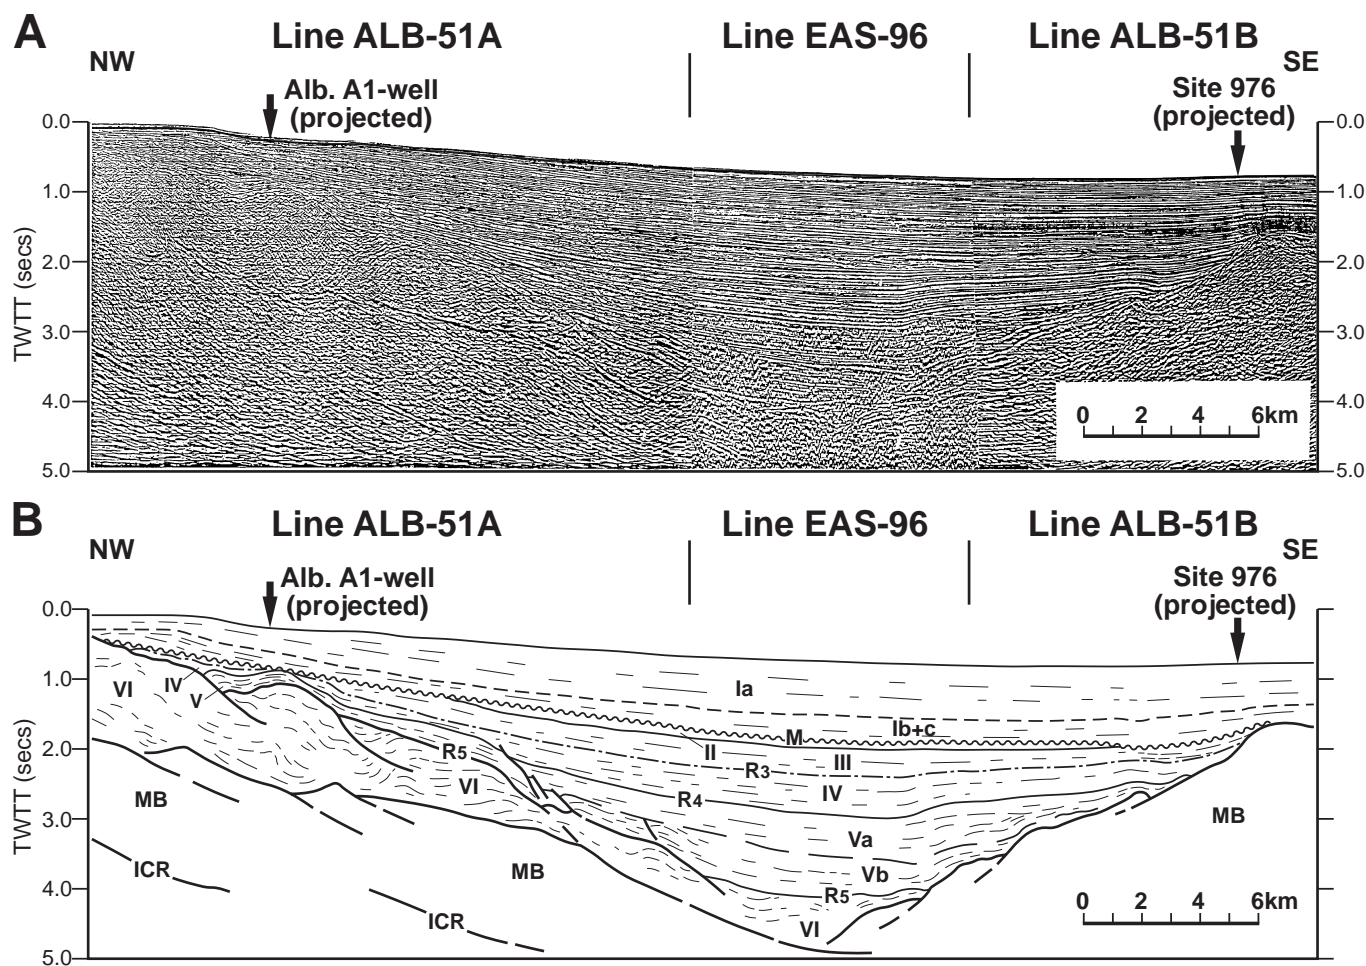 A
Line ALB-51A
Line EAS-96
Line ALB-51B
NW
SE
Alb. A1-well
(projected)
Site 976
(projected)
0.0
0.0
1.0
1.0
2.0
2.0
3.0
3.0
4.0
4.0
5.0
5.0
TWTT (secs)
0 2 4 6km
B
Line ALB-51A
Line EAS-96
Line ALB-51B
NW
SE
Alb. A1-well
(projected)
Site 976
(projected)
0.0
1.0
2.0
3.0
4.0
5.0
TWTT (secs)
VI
IV
V
Ia
Ib+c
M
II
III
R5
R3
VI
IV
R4
MB
MB
MB
Va
Vb
ICR
R5
ICR
VI
0 2 4 6km